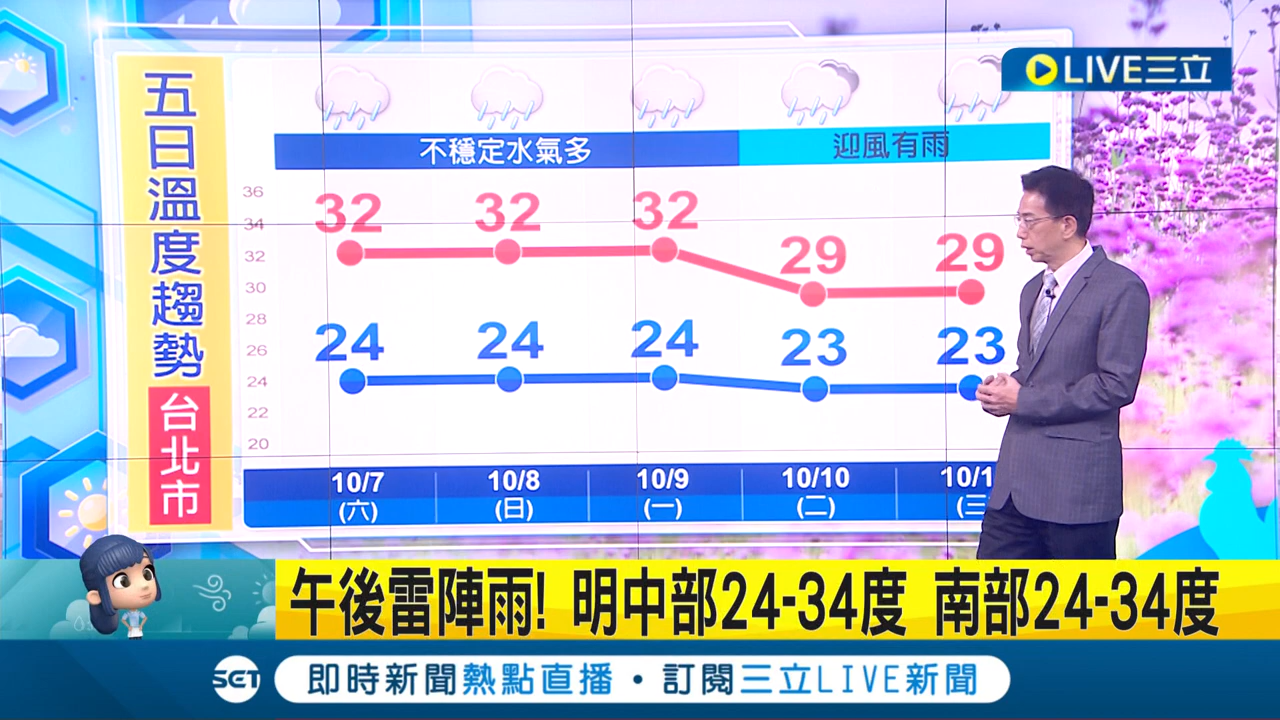 LIVE三立
五日溫度趨勢
台北市
不穩定水氣多
迎風有雨
36
34
32
30
28
26
24
22
20
32 32 32 29 29
24 24 24 23 23
10/7 10/8 10/9 10/10
(六) (日) (一) (二) (三
午後雷陣雨! 明中部24-34度 南部24-34度
SET 即時新聞熱點直播・訂閱三立LIVE新聞